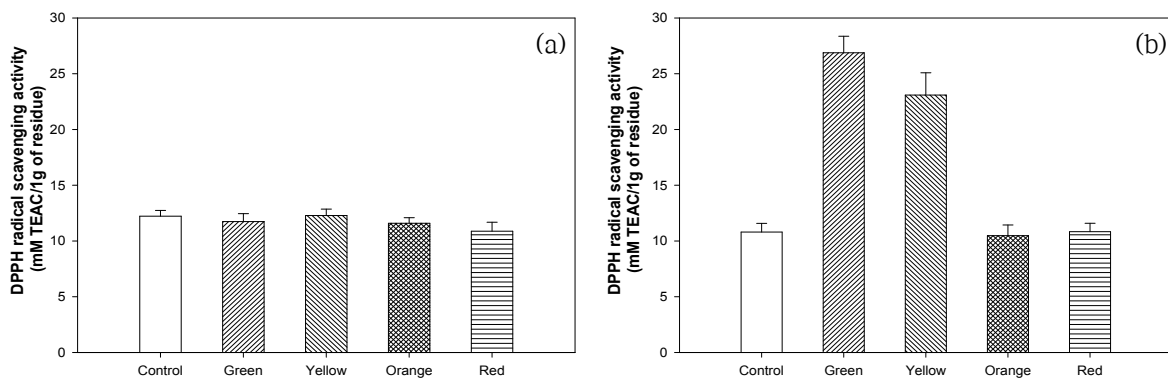 (a)
DPPH radical scavenging activity
(mM TEAC/1g of residue)
30
25
20
15
10
5
0
Control Green Yellow Orange Red
(b)
DPPH radical scavenging activity
(mM TEAC/1g of residue)
30
25
20
15
10
5
0
Control Green Yellow Orange Red